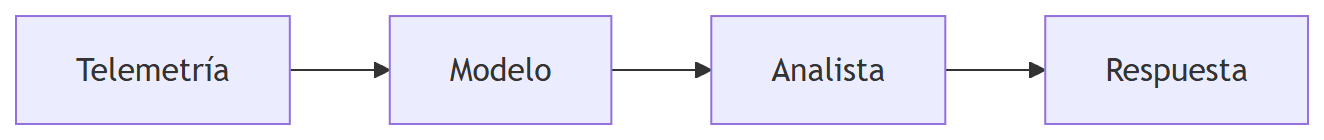 Telemetría
Modelo
Analista
Respuesta